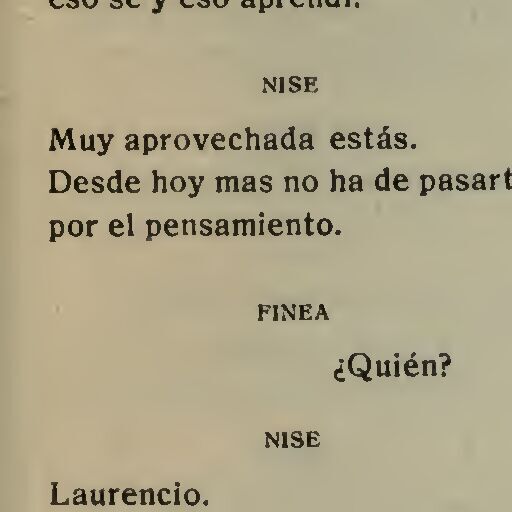 eso sé y eso aprendí.
NISE
Muy aprovechada estás.
Desde hoy mas no ha de pasart
por el pensamiento.
FINEA
¿Quién?
NISE
Laurencio.